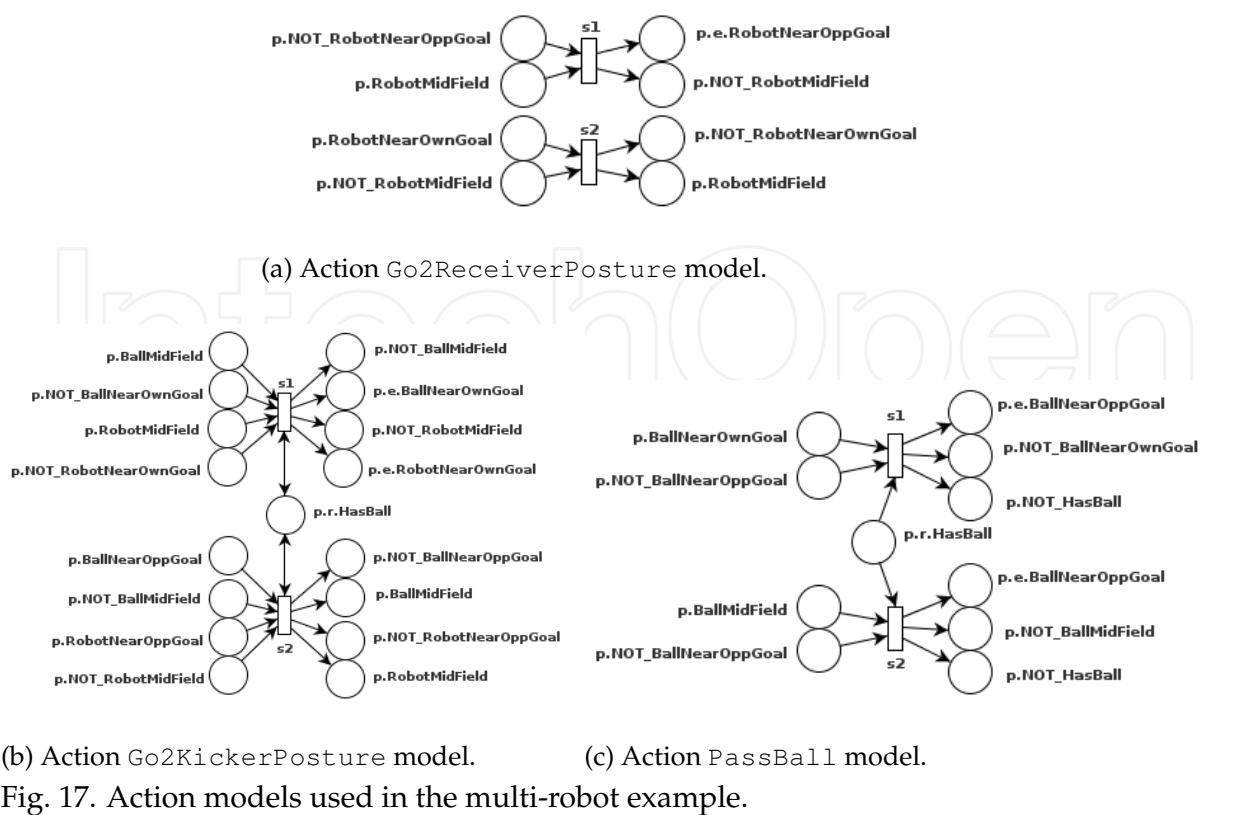 s1
p.NOT_RobotNearOppGoal
p.e.RobotNearOppGoal
p.RobotMidField
p.NOT_RobotMidField
s2
p.RobotNearOwnGoal
p.NOT_RobotNearOwnGoal
p.NOT_RobotMidField
p.RobotMidField
(a) Action Go2ReceiverPosture model.
IntechOpen
p.BallMidField
p.NOT_BallMidField
s1
p.NOT_BallNearOwnGoal
p.e.BallNearOwnGoal
p.RobotMidField
p.NOT_RobotMidField
p.NOT_RobotNearOwnGoal
p.e.RobotNearOwnGoal
p.r.HasBall
p.BallNearOppGoal
p.NOT_BallNearOppGoal
p.NOT_BallMidField
p.BallMidField
p.RobotNearOppGoal
p.NOT_RobotNearOppGoal
s2
p.NOT_RobotMidField
p.RobotMidField
s1
p.e.BallNearOppGoal
p.BallNearOwnGoal
p.NOT_BallNearOwnGoal
p.NOT_BallNearOppGoal
p.NOT_HasBall
p.r.HasBall
p.e.BallNearOppGoal
p.BallMidField
p.NOT_BallMidField
p.NOT_BallNearOppGoal
s2
p.NOT_HasBall
(b) Action Go2KickerPosture model.
(c) Action PassBall model.
Fig. 17. Action models used in the multi-robot example.